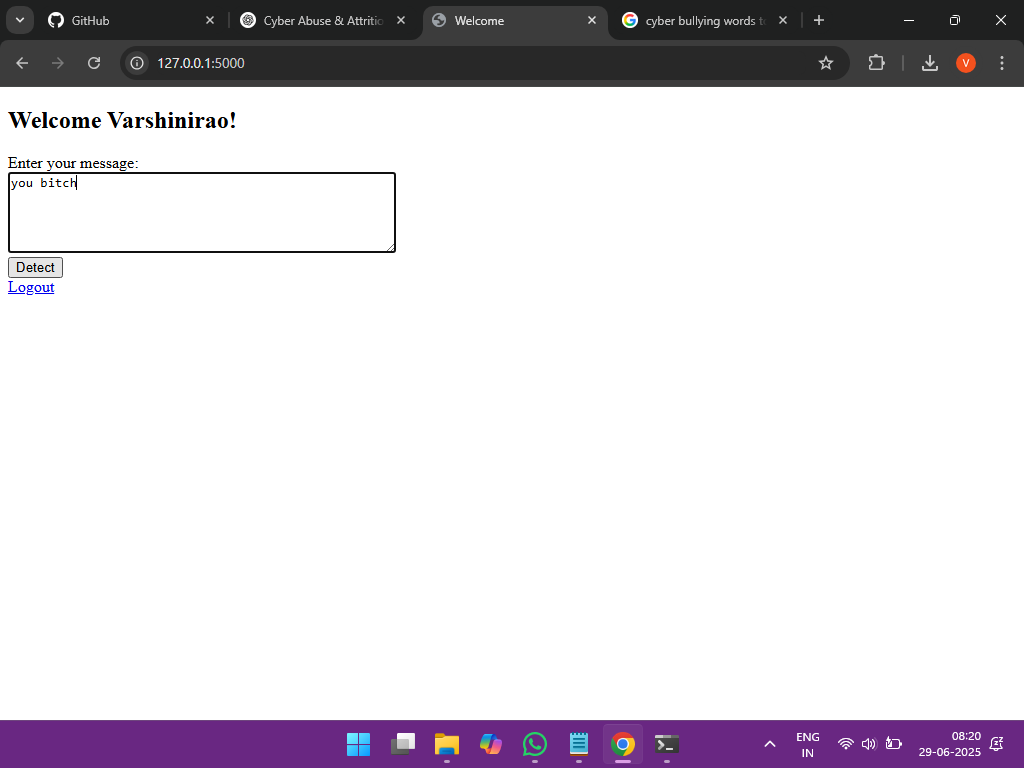 GitHub
Cyber Abuse & Attritio
Welcome
cyber bullying words to
127.0.0.1:5000
V
Welcome Varshinirao!
Enter your message:
you bitch
Detect
Logout
ENG
IN
08:20
29-06-2025